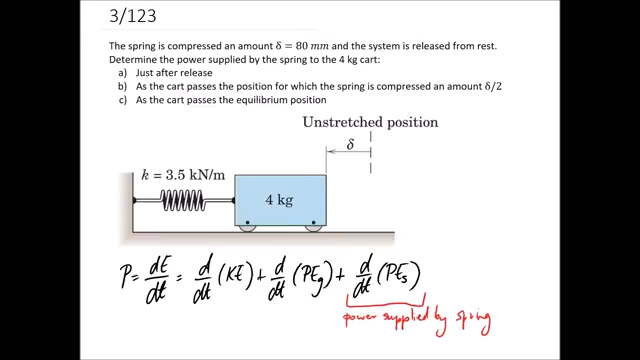 3/123
The spring is compressed an amount δ = 80 mm and the system is released from rest.
Determine the power supplied by the spring to the 4 kg cart:
a) Just after release
b) As the cart passes the position for which the spring is compressed an amount δ/2
c) As the cart passes the equilibrium position
Unstretched position
δ
k = 3.5 kN/m
4 kg
P = dE/dt = d/dt (KE) + d/dt (PEg) + d/dt (PEs)
power supplied by spring